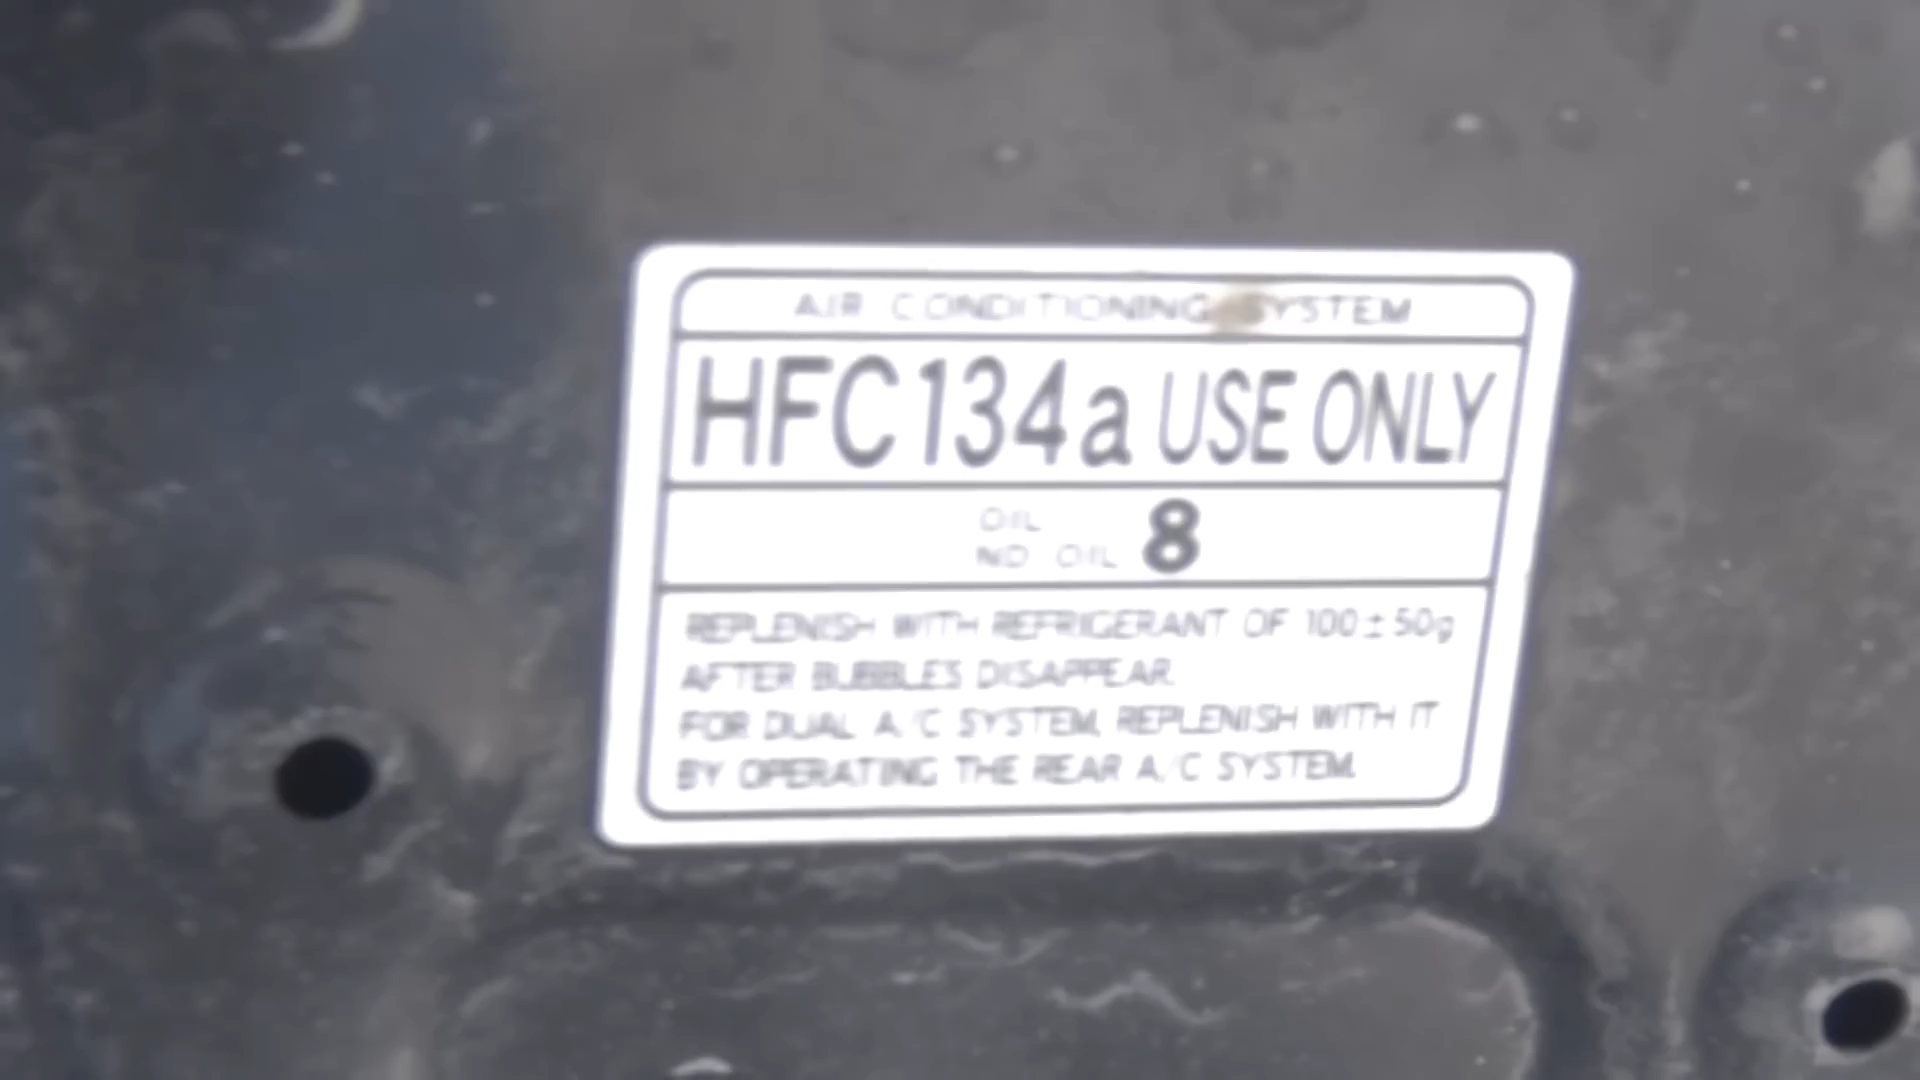 AIR CONDITIONING SYSTEM
HFC134a USE ONLY
OIL
ND OIL 8
REPLENISH WITH REFRIGERANT OF 100±50g
AFTER BUBBLES DISAPPEAR.
FOR DUAL A/C SYSTEM, REPLENISH WITH IT
BY OPERATING THE REAR A/C SYSTEM.